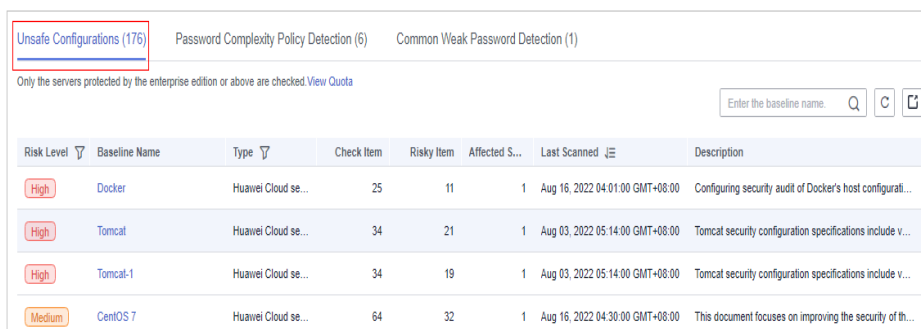 Unsafe Configurations (176) Password Complexity Policy Detection (6) Common Weak Password Detection (1)
Only the servers protected by the enterprise edition or above are checked.View Quota
Enter the baseline name.
Risk Level Baseline Name Type Check Item Risky Item Affected S... Last Scanned Description
High Docker Huawei Cloud se... 25 11 1 Aug 16, 2022 04:01:00 GMT+08:00 Configuring security audit of Docker's host configurati...
High Tomcat Huawei Cloud se... 34 21 1 Aug 03, 2022 05:14:00 GMT+08:00 Tomcat security configuration specifications include v...
High Tomcat-1 Huawei Cloud se... 34 19 1 Aug 03, 2022 05:14:00 GMT+08:00 Tomcat security configuration specifications include v...
Medium CentOS 7 Huawei Cloud se... 64 32 1 Aug 16, 2022 04:30:00 GMT+08:00 This document focuses on improving the security of th...